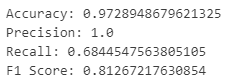 Accuracy: 0.9728948679621325
Precision: 1.0
Recall: 0.6844547563805105
F1 Score: 0.81267217630854